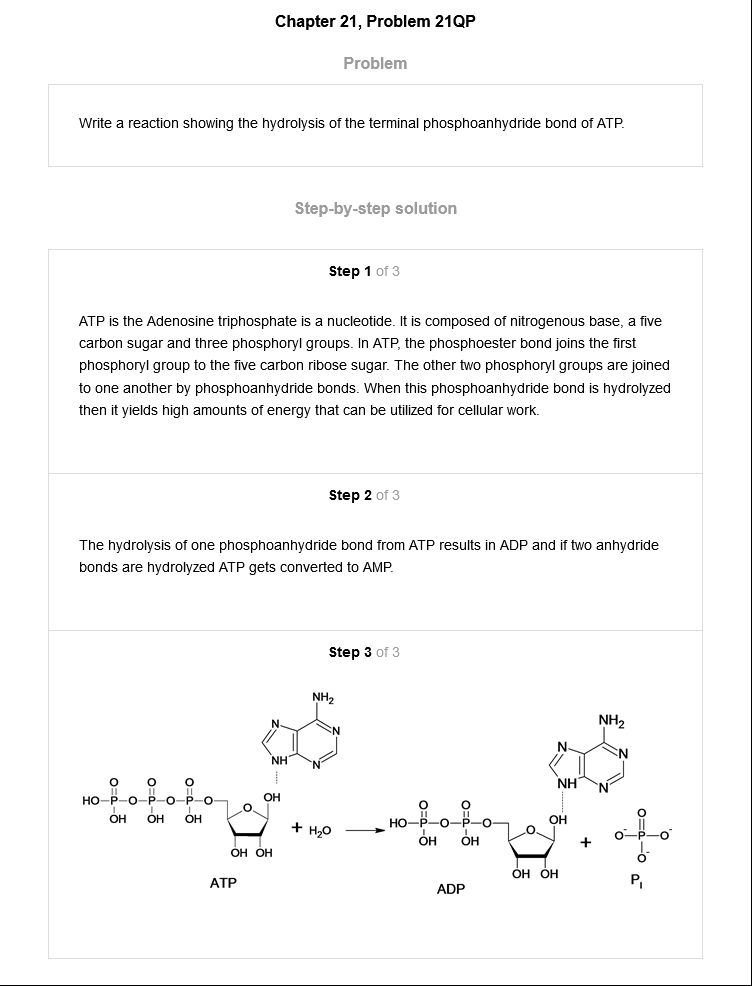 Chapter 21, Problem 21QP
Problem
Write a reaction showing the hydrolysis of the terminal phosphoanhydride bond of ATP.
Step-by-step solution
Step 1 of 3
ATP is the Adenosine triphosphate is a nucleotide. It is composed of nitrogenous base, a five
carbon sugar and three phosphoryl groups. In ATP, the phosphoester bond joins the first
phosphoryl group to the five carbon ribose sugar. The other two phosphoryl groups are joined
to one another by phosphoanhydride bonds. When this phosphoanhydride bond is hydrolyzed
then it yields high amounts of energy that can be utilized for cellular work.
Step 2 of 3
The hydrolysis of one phosphoanhydride bond from ATP results in ADP and if two anhydride
bonds are hydrolyzed ATP gets converted to AMP.
Step 3 of 3
NH₂
N N
NH N
O O O
HO-P-O-P-O-P-O O OH
OH OH OH
OH OH
ATP
+ H₂O
NH₂
N N
NH N
O O
HO-P-O-P-O O OH
OH OH
OH OH
ADP
+
O
O⁻-P-O⁻
O⁻
Pᵢ